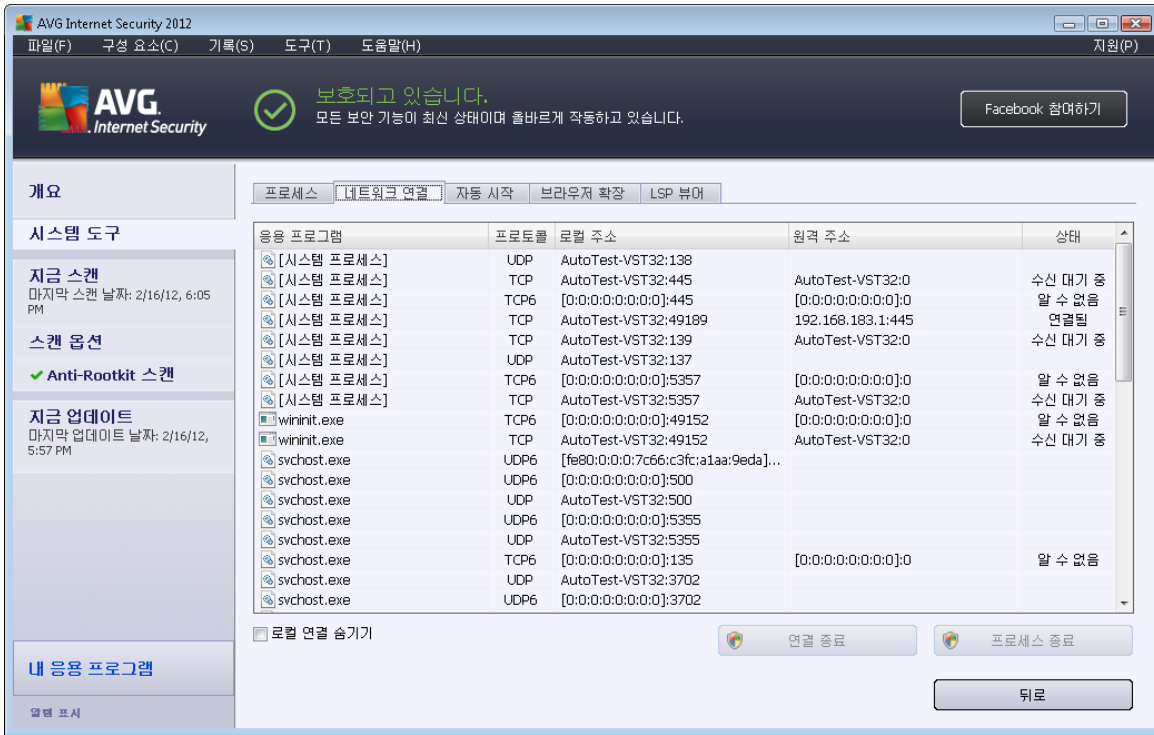 AVG Internet Security 2012
파일(F) 구성 요소(C) 기록(S) 도구(T) 도움말(H) 지원(P)
AVG.
Internet Security
보호되고 있습니다.
모든 보안 기능이 최신 상태이며 올바르게 작동하고 있습니다.
Facebook 참여하기
개요
시스템 도구
지금 스캔
마지막 스캔 날짜: 2/16/12, 6:05
PM
스캔 옵션
Anti-Rootkit 스캔
지금 업데이트
마지막 업데이트 날짜: 2/16/12,
5:57 PM
내 응용 프로그램
알림 표시
프로세스 네트워크 연결 자동 시작 브라우저 확장 LSP 뷰어
응용 프로그램 프로토콜 로컬 주소 원격 주소 상태
[시스템 프로세스] UDP AutoTest-VST32:138
[시스템 프로세스] TCP AutoTest-VST32:445 AutoTest-VST32:0 수신 대기 중
[시스템 프로세스] TCP6 [0:0:0:0:0:0:0:0]:445 [0:0:0:0:0:0:0:0]:0 알 수 없음
[시스템 프로세스] TCP AutoTest-VST32:49189 192.168.183.1:445 연결됨
[시스템 프로세스] TCP AutoTest-VST32:139 AutoTest-VST32:0 수신 대기 중
[시스템 프로세스] UDP AutoTest-VST32:137
[시스템 프로세스] TCP6 [0:0:0:0:0:0:0:0]:5357 [0:0:0:0:0:0:0:0]:0 알 수 없음
[시스템 프로세스] TCP AutoTest-VST32:5357 AutoTest-VST32:0 수신 대기 중
wininit.exe TCP6 [0:0:0:0:0:0:0:0]:49152 [0:0:0:0:0:0:0:0]:0 알 수 없음
wininit.exe TCP AutoTest-VST32:49152 AutoTest-VST32:0 수신 대기 중
svchost.exe UDP6 [fe80:0:0:0:7c66:c3fc:a1aa:9eda]...
svchost.exe UDP6 [0:0:0:0:0:0:0:0]:500
svchost.exe UDP AutoTest-VST32:500
svchost.exe UDP6 [0:0:0:0:0:0:0:0]:5355
svchost.exe UDP AutoTest-VST32:5355
svchost.exe TCP6 [0:0:0:0:0:0:0:0]:135 [0:0:0:0:0:0:0:0]:0 알 수 없음
svchost.exe UDP AutoTest-VST32:3702
svchost.exe UDP6 [0:0:0:0:0:0:0:0]:3702
로컬 연결 숨기기
연결 종료
프로세스 종료
뒤로